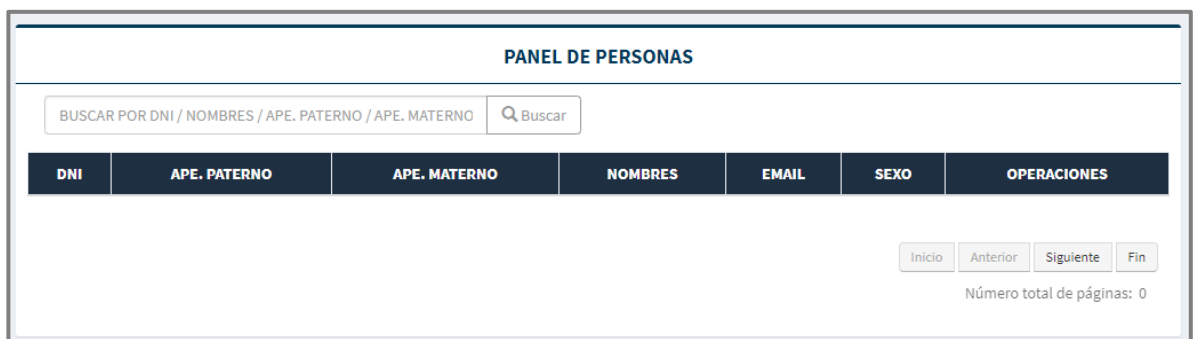 PANEL DE PERSONAS
BUSCAR POR DNI / NOMBRES / APE. PATERNO / APE. MATERNO Buscar
DNI APE. PATERNO APE. MATERNO NOMBRES EMAIL SEXO OPERACIONES
Inicio Anterior Siguiente Fin
Número total de páginas: 0